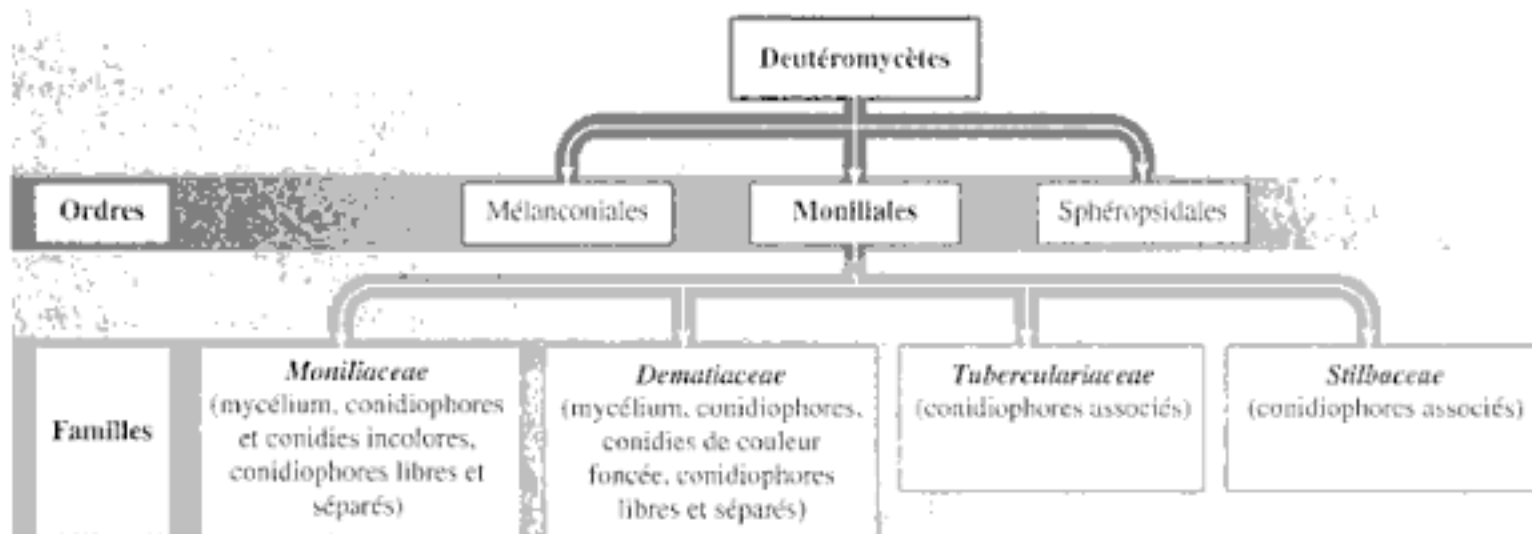 Deutéromycètes
Ordres
Mélanconiales
Moniliales
Sphéropsidales
Familles
Moniliaceae
(mycélium, conidiophores
et conidies incolores,
conidiophores libres et
séparés)
Dematiaceae
(mycélium, conidiophores,
conidies de couleur
foncée, conidiophores
libres et séparés)
Tuberculariaceae
(conidiophores associés)
Stilbaceae
(conidiophores associés)